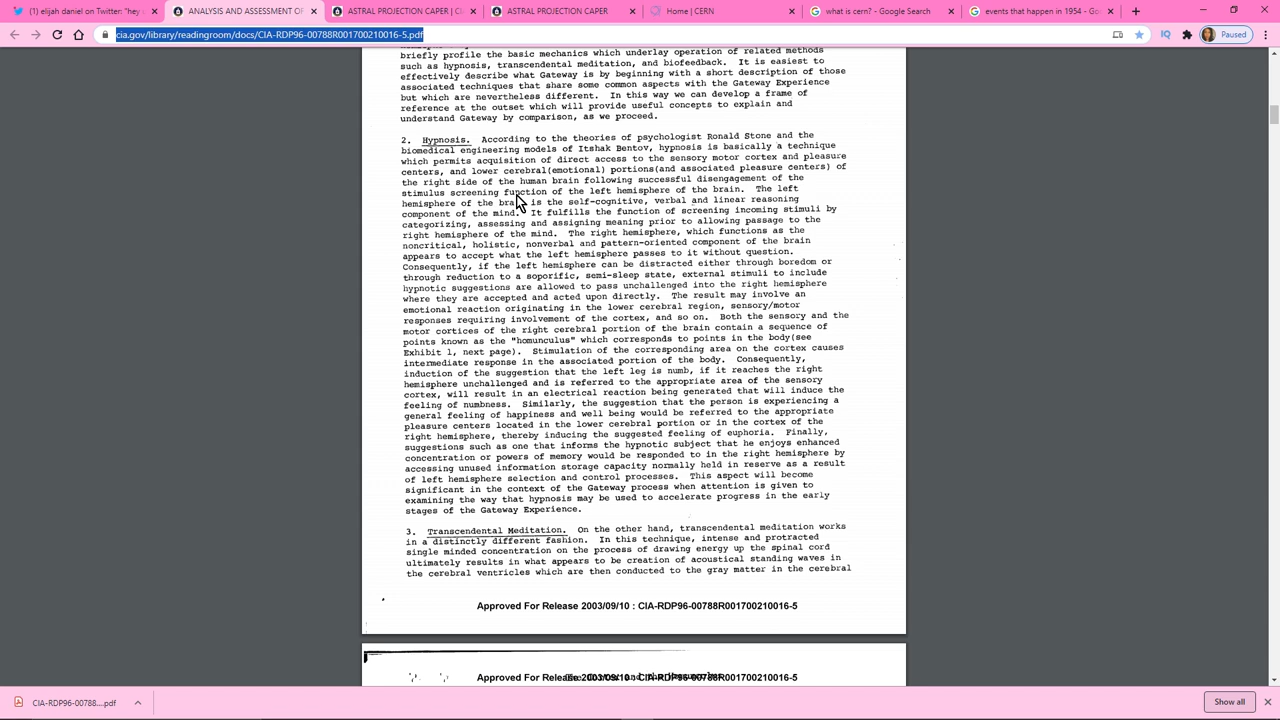 (1) elijah daniel on Twitter: "hey
ANALYSIS AND ASSESSMENT OF
ASTRAL PROJECTION CAPER | C
ASTRAL PROJECTION CAPER
Home | CERN
what is cern? - Google Search
events that happen in 1954 - Go
cia.gov/library/readingroom/docs/CIA-RDP96-00788R001700210016-5.pdf
Paused
briefly profile the basic mechanics which underlay operation of related methods
such as hypnosis, transcendental meditation, and biofeedback. It is easiest to
effectively describe what Gateway is by beginning with a short description of those
associated techniques that share some common aspects with the Gateway Experience
but which are nevertheless different. In this way we can develop a frame of
reference at the outset which will provide useful concepts to explain and
understand Gateway by comparison, as we proceed.
2. Hypnosis. According to the theories of psychologist Ronald Stone and the
biomedical engineering models of Itshak Bentov, hypnosis is basically a technique
which permits acquisition of direct access to the sensory motor cortex and pleasure
centers, and lower cerebral(emotional) portions(and associated pleasure centers) of
the right side of the human brain following successful disengagement of the
stimulus screening function of the left hemisphere of the brain. The left
hemisphere of the brain is the self-cognitive, verbal and linear reasoning
component of the mind. It fulfills the function of screening incoming stimuli by
categorizing, assessing and assigning meaning prior to allowing passage to the
right hemisphere of the mind. The right hemisphere, which functions as the
noncritical, holistic, nonverbal and pattern-oriented component of the brain
appears to accept what the left hemisphere passes to it without question.
Consequently, if the left hemisphere can be distracted either through boredom or
through reduction to a soporific, semi-sleep state, external stimuli to include
hypnotic suggestions are allowed to pass unchallenged into the right hemisphere
where they are accepted and acted upon directly. The result may involve an
emotional reaction originating in the lower cerebral region, sensory/motor
responses requiring involvement of the cortex, and so on. Both the sensory and the
motor cortices of the right cerebral portion of the brain contain a sequence of
points known as the "homunculus" which corresponds to points in the body(see
Exhibit 1, next page). Stimulation of the corresponding area on the cortex causes
intermediate response in the associated portion of the body. Consequently,
induction of the suggestion that the left leg is numb, if it reaches the right
hemisphere unchallenged and is referred to the appropriate area of the sensory
cortex, will result in an electrical reaction being generated that will induce the
feeling of numbness. Similarly, the suggestion that the person is experiencing a
general feeling of happiness and well being would be referred to the appropriate
pleasure centers located in the lower cerebral portion or in the cortex of the
right hemisphere, thereby inducing the suggested feeling of euphoria. Finally,
suggestions such as one that informs the hypnotic subject that he enjoys enhanced
concentration or powers of memory would be responded to in the right hemisphere by
accessing unused information storage capacity normally held in reserve as a result
of left hemisphere selection and control processes. This aspect will become
significant in the context of the Gateway process when attention is given to
examining the way that hypnosis may be used to accelerate progress in the early
stages of the Gateway Experience.
3. Transcendental Meditation. On the other hand, transcendental meditation works
in a distinctly different fashion. In this technique, intense and protracted
single minded concentration on the process of drawing energy up the spinal cord
ultimately results in what appears to be creation of acoustical standing waves in
the cerebral ventricles which are then conducted to the gray matter in the cerebral
Approved For Release 2003/09/10 : CIA-RDP96-00788R001700210016-5
Approved For Release 2003/09/10 : CIA-RDP96-00788R001700210016-5
CIA-RDP96-00788....pdf
Show all